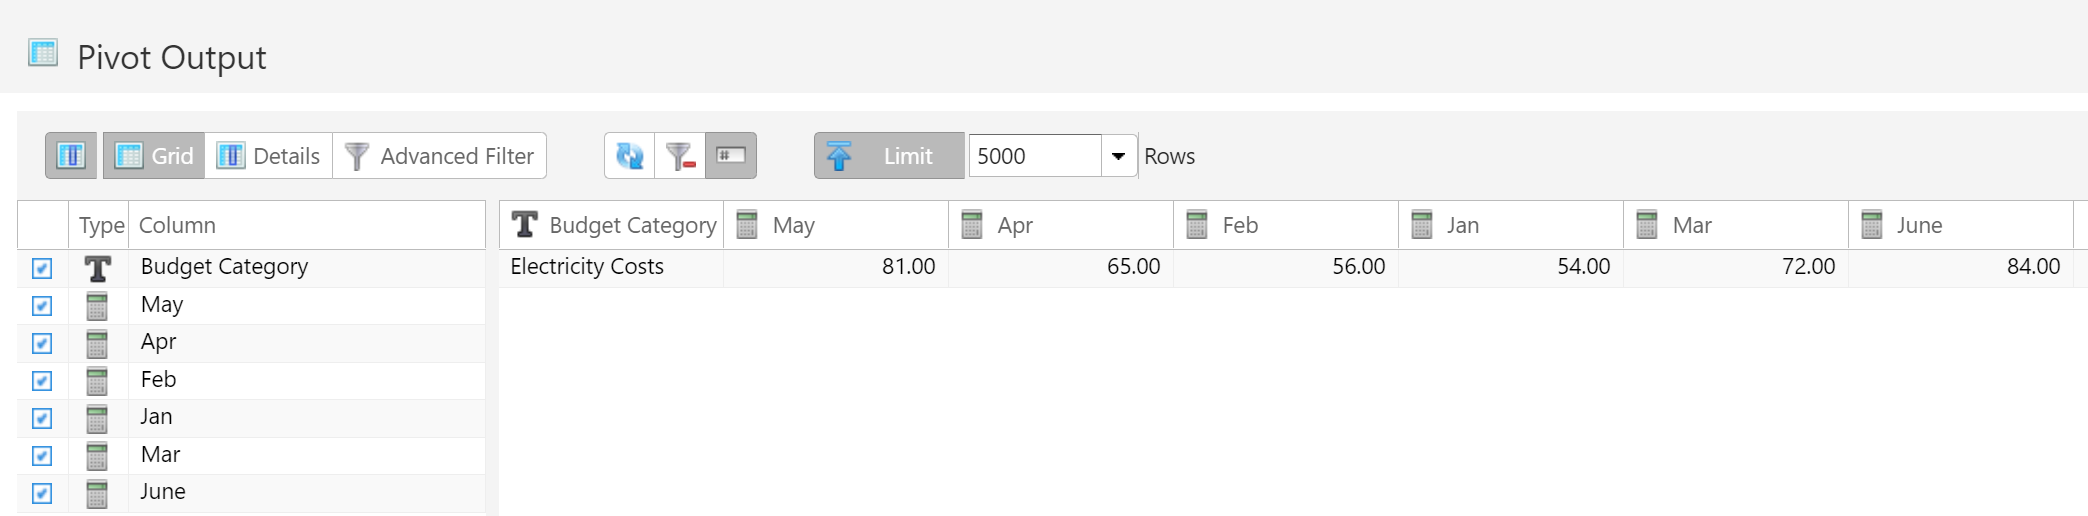 Pivot Output
Grid Details Advanced Filter # Limit 5000 Rows
Type Column
Budget Category
May
Apr
Feb
Jan
Mar
June
Budget Category May Apr Feb Jan Mar June
Electricity Costs 81.00 65.00 56.00 54.00 72.00 84.00